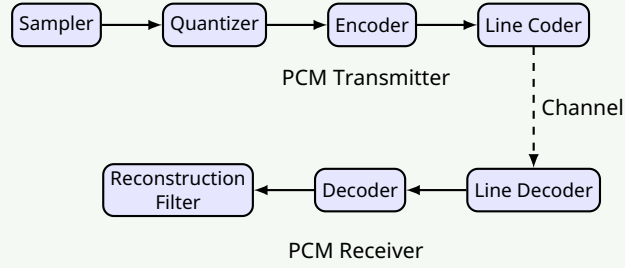 Sampler
Quantizer
Encoder
Line Coder
PCM Transmitter
Channel
Reconstruction
Filter
Decoder
Line Decoder
PCM Receiver